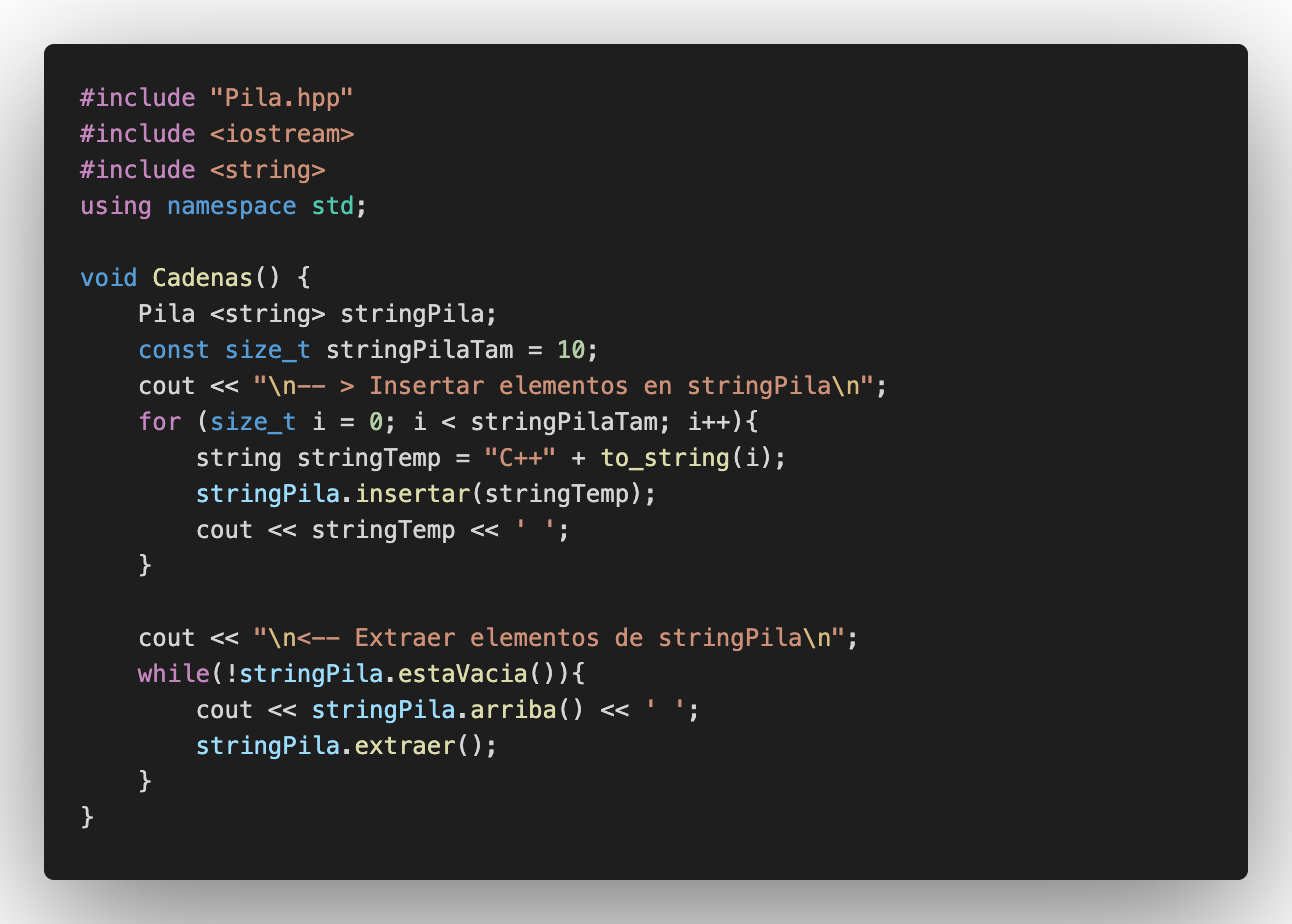 #include "Pila.hpp"
#include <iostream>
#include <string>
using namespace std;

void Cadenas() {
    Pila <string> stringPila;
    const size_t stringPilaTam = 10;
    cout << "\n-- > Insertar elementos en stringPila\n";
    for (size_t i = 0; i < stringPilaTam; i++){
        string stringTemp = "C++" + to_string(i);
        stringPila.insertar(stringTemp);
        cout << stringTemp << ' ';
    }

    cout << "\n<-- Extraer elementos de stringPila\n";
    while(!stringPila.estaVacia()){
        cout << stringPila.arriba() << ' ';
        stringPila.extraer();
    }
}